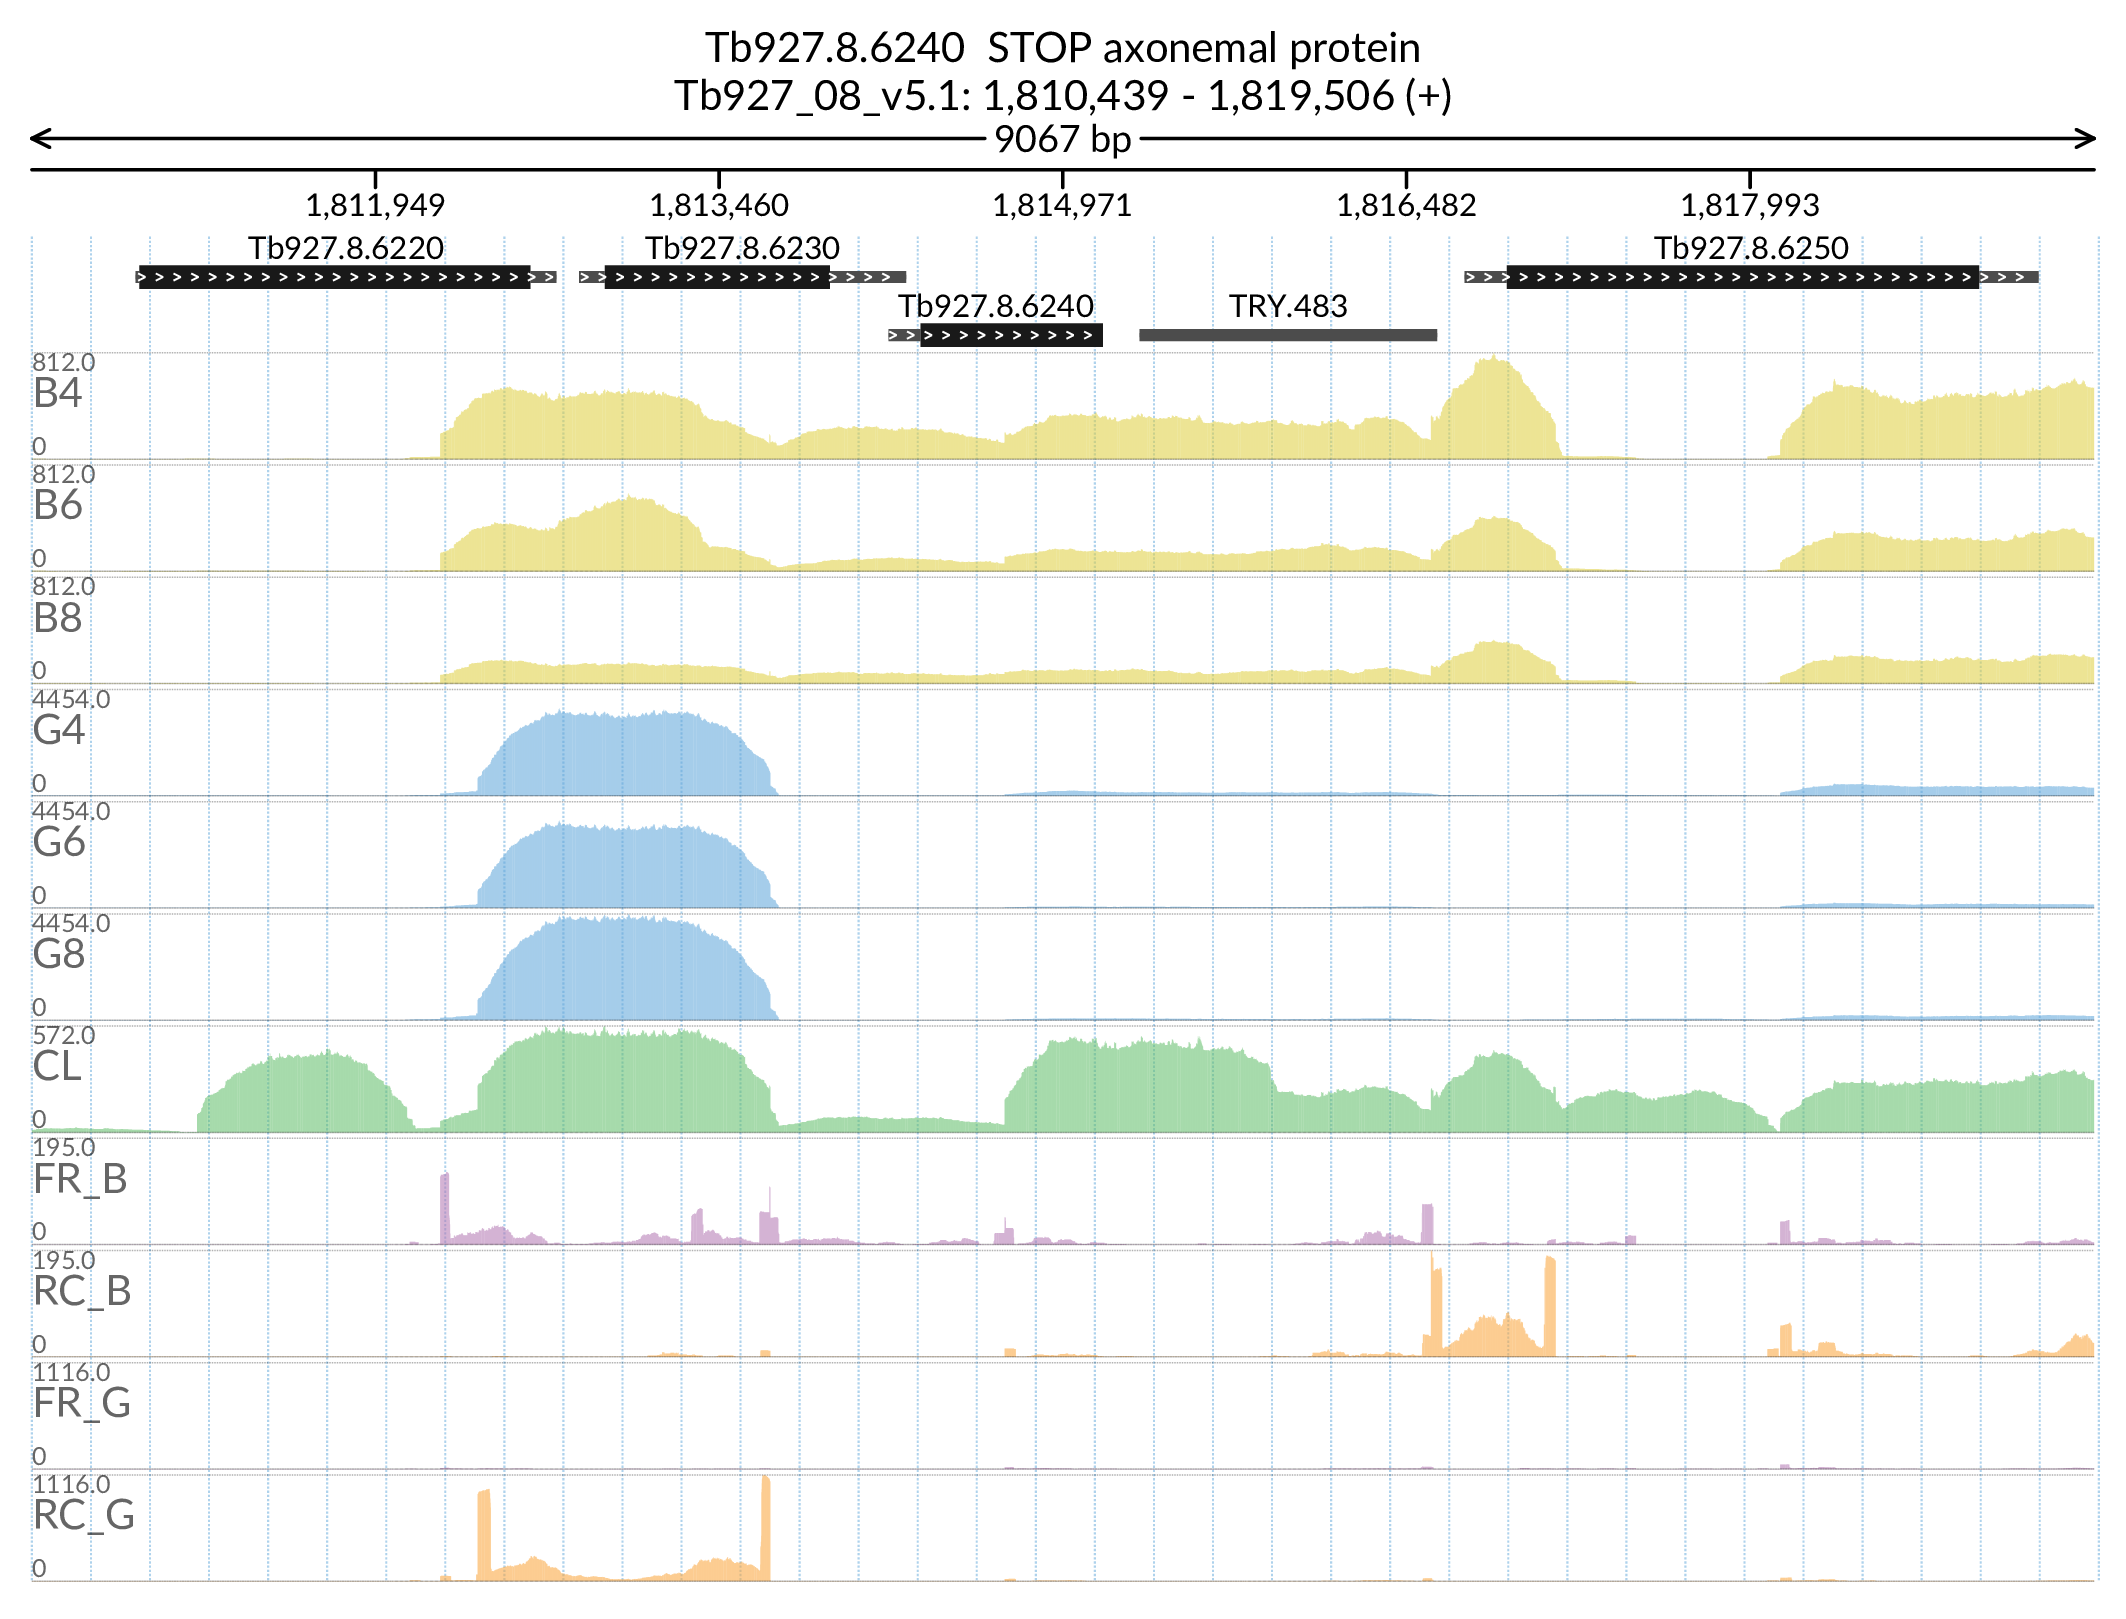 Tb927.8.6240 STOP axonemal protein
Tb927_08_v5.1: 1,810,439 - 1,819,506 (+)
9067 bp
1,811,949 1,813,460 1,814,971 1,816,482 1,817,993
Tb927.8.6220 Tb927.8.6230 Tb927.8.6250
Tb927.8.6240 TRY.483
812.0
B4
0
812.0
B6
0
812.0
B8
0
4454.0
G4
0
4454.0
G6
0
4454.0
G8
0
572.0
CL
0
195.0
FR_B
0
195.0
RC_B
0
1116.0
FR_G
0
1116.0
RC_G
0